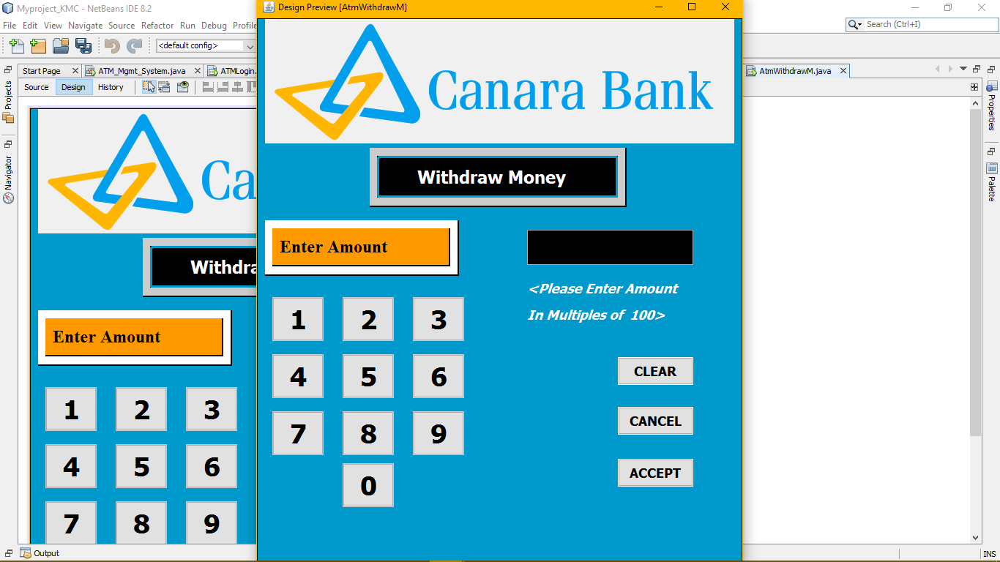 Myproject_KMC - NetBeans IDE 8.2
File Edit View Navigate Source Refactor Run Debug Profile
Search (Ctrl+I)
<default config>
Start Page
ATM_Mgmt_System.java
ATMLogin.
AtmWithdrawM.java
Source Design History
Projects
Navigator
Properties
Palette
Ca
Withdra
Enter Amount
1 2 3
4 5 6
7 8 9
Design Preview [AtmWithdrawM]
Canara Bank
Withdraw Money
Enter Amount
<Please Enter Amount
In Multiples of 100>
1 2 3
4 5 6
7 8 9
0
CLEAR
CANCEL
ACCEPT
Output
INS